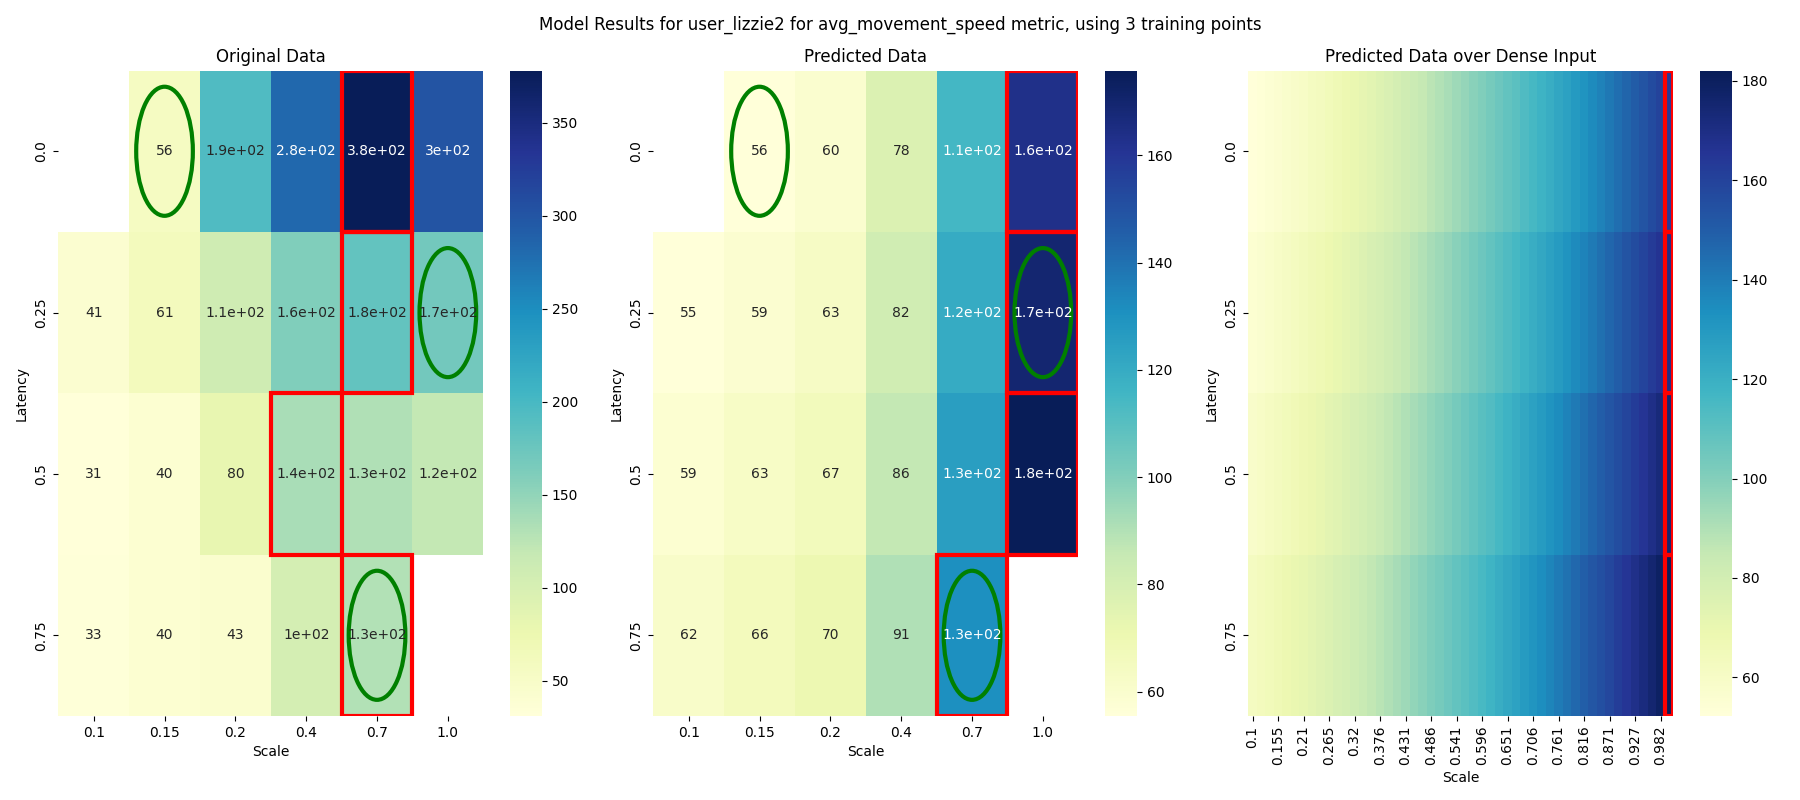 Model Results for user_lizzie2 for avg_movement_speed metric, using 3 training points
Original Data
56 1.9e+02 2.8e+02 3.8e+02 3e+02
41 61 1.1e+02 1.6e+02 1.8e+02 1.7e+02
31 40 80 1.4e+02 1.3e+02 1.2e+02
33 40 43 1e+02 1.3e+02
0.0
0.25
0.5
0.75
Latency
0.1 0.15 0.2 0.4 0.7 1.0
Scale
350
300
250
200
150
100
50
Predicted Data
56 60 78 1.1e+02 1.6e+02
55 59 63 82 1.2e+02 1.7e+02
59 63 67 86 1.3e+02 1.8e+02
62 66 70 91 1.3e+02
0.0
0.25
0.5
0.75
Latency
0.1 0.15 0.2 0.4 0.7 1.0
Scale
160
140
120
100
80
60
Predicted Data over Dense Input
0.0
0.25
0.5
0.75
Latency
0.1 0.155 0.21 0.265 0.32 0.376 0.431 0.486 0.541 0.596 0.651 0.706 0.761 0.816 0.871 0.927 0.982
Scale
180
160
140
120
100
80
60